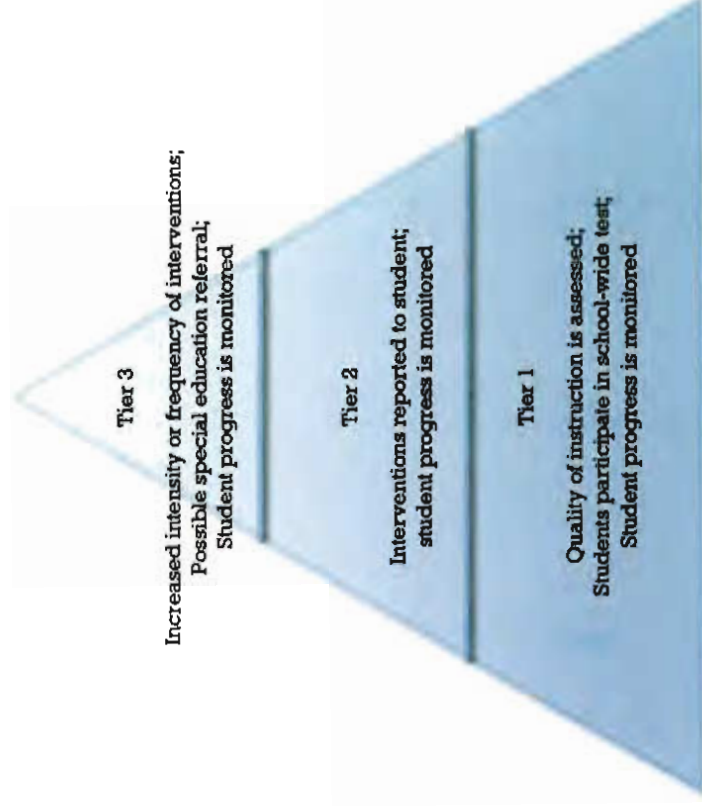 Tier 3
Increased intensity or frequency of interventions;
Possible special education referral;
Student progress is monitored
Tier 2
Interventions reported to student;
student progress is monitored
Tier 1
Quality of instruction is assessed;
Students participate in school-wide test;
Student progress is monitored